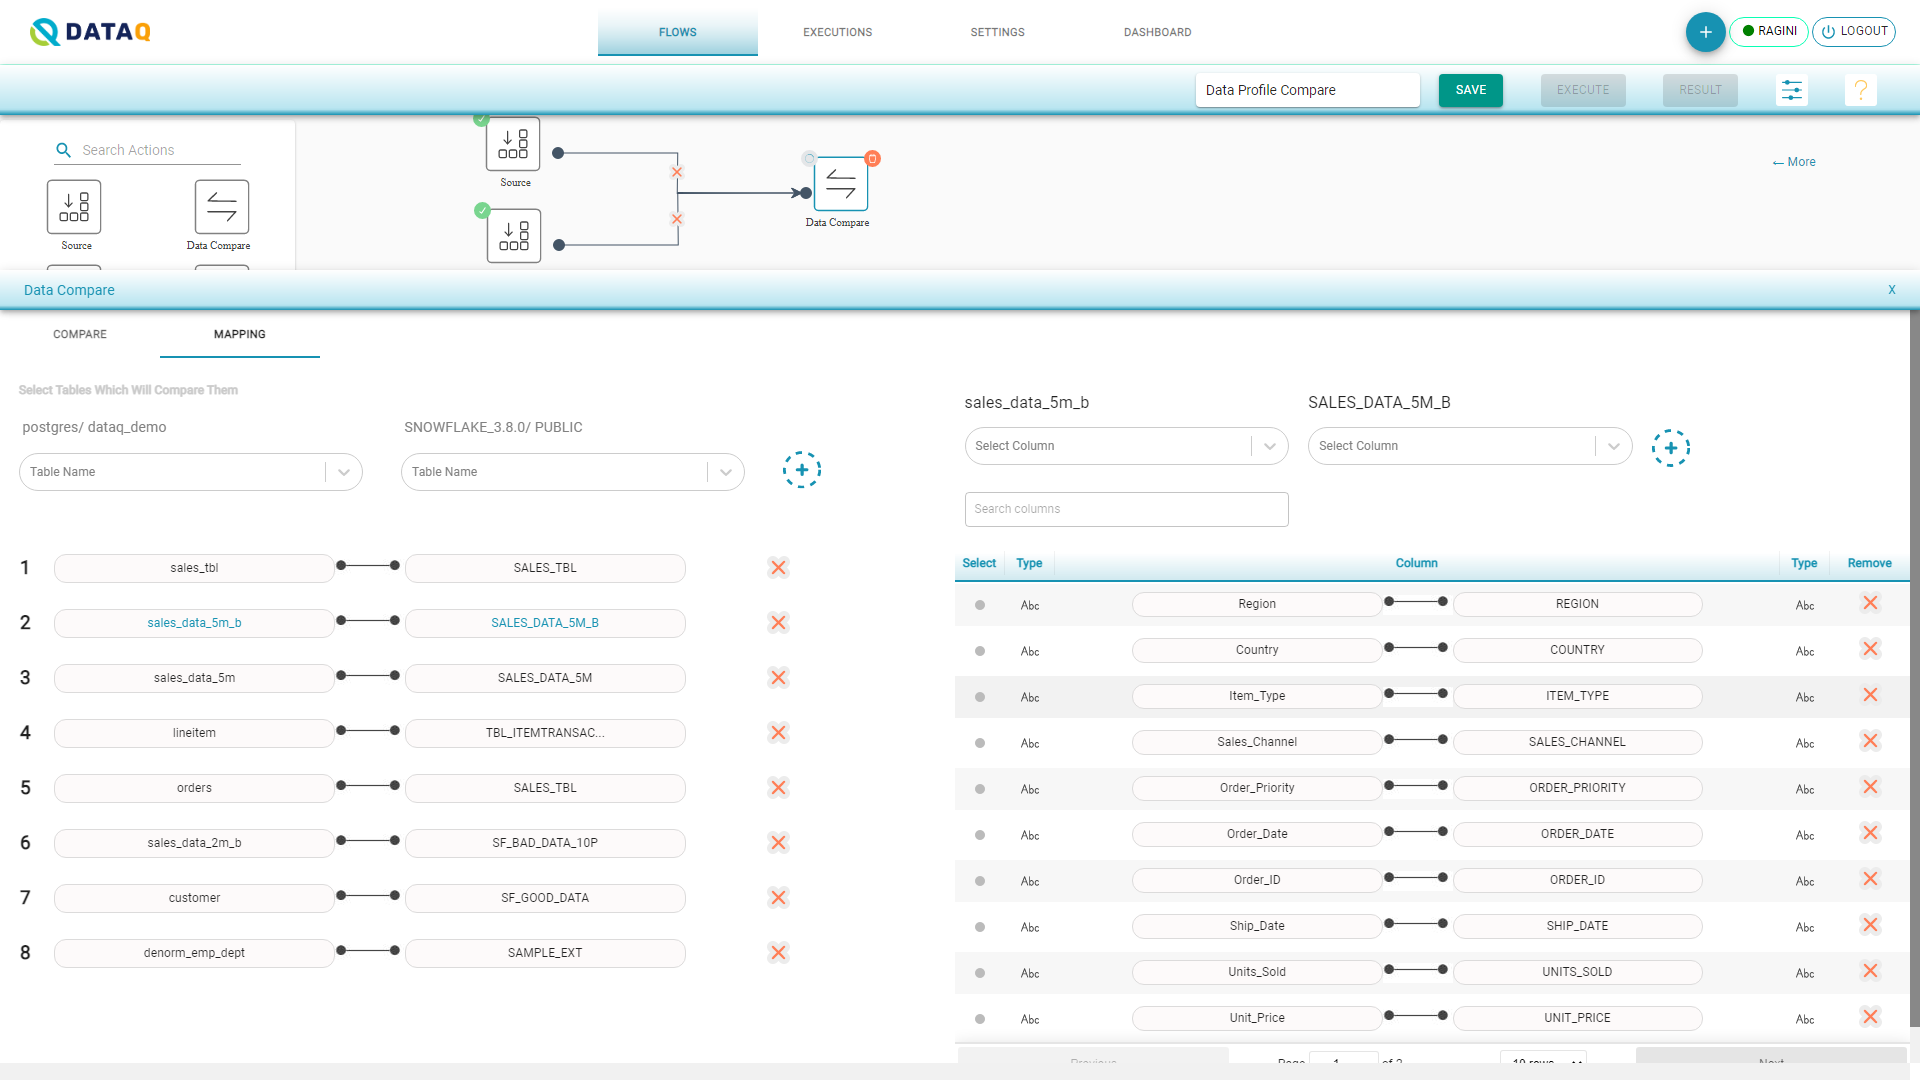 DATAQ
FLOWS
EXECUTIONS
SETTINGS
DASHBOARD
+
RAGINI
LOGOUT
Data Profile Compare
SAVE
EXECUTE
RESULT
?
Search Actions
Source
Data Compare
Source
Data Compare
← More
Data Compare
X
COMPARE
MAPPING
Select Tables Which Will Compare Them
postgres/ dataq_demo
SNOWFLAKE_3.8.0/ PUBLIC
Table Name
Table Name
1 sales_tbl SALES_TBL
2 sales_data_5m_b SALES_DATA_5M_B
3 sales_data_5m SALES_DATA_5M
4 lineitem TBL_ITEMTRANSAC...
5 orders SALES_TBL
6 sales_data_2m_b SF_BAD_DATA_10P
7 customer SF_GOOD_DATA
8 denorm_emp_dept SAMPLE_EXT
sales_data_5m_b
SALES_DATA_5M_B
Select Column
Select Column
Search columns
Select Type Column Type Remove
Abc Region REGION Abc
Abc Country COUNTRY Abc
Abc Item_Type ITEM_TYPE Abc
Abc Sales_Channel SALES_CHANNEL Abc
Abc Order_Priority ORDER_PRIORITY Abc
Abc Order_Date ORDER_DATE Abc
Abc Order_ID ORDER_ID Abc
Abc Ship_Date SHIP_DATE Abc
Abc Units_Sold UNITS_SOLD Abc
Abc Unit_Price UNIT_PRICE Abc
Previous Page 1 of 2 10 rows Next